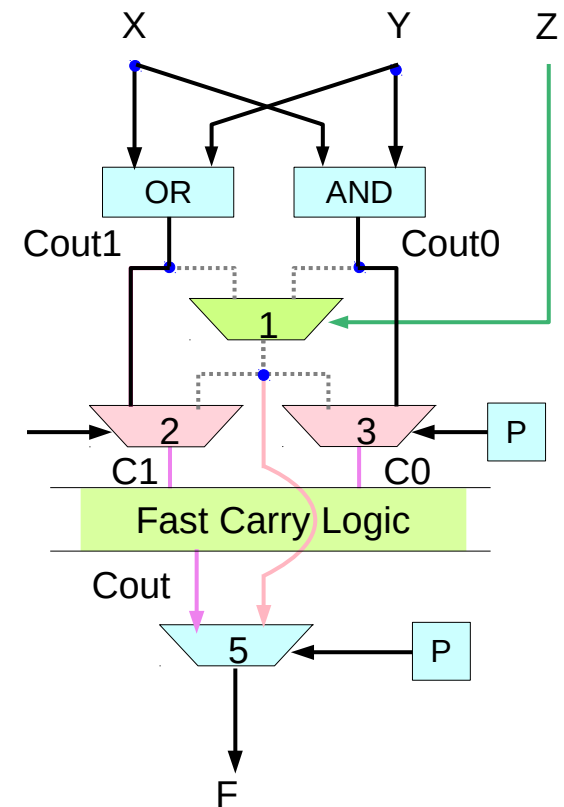 X Y Z
OR AND
Cout1 Cout0
1
2 3 P
C1 C0
Fast Carry Logic
Cout
5 P
F